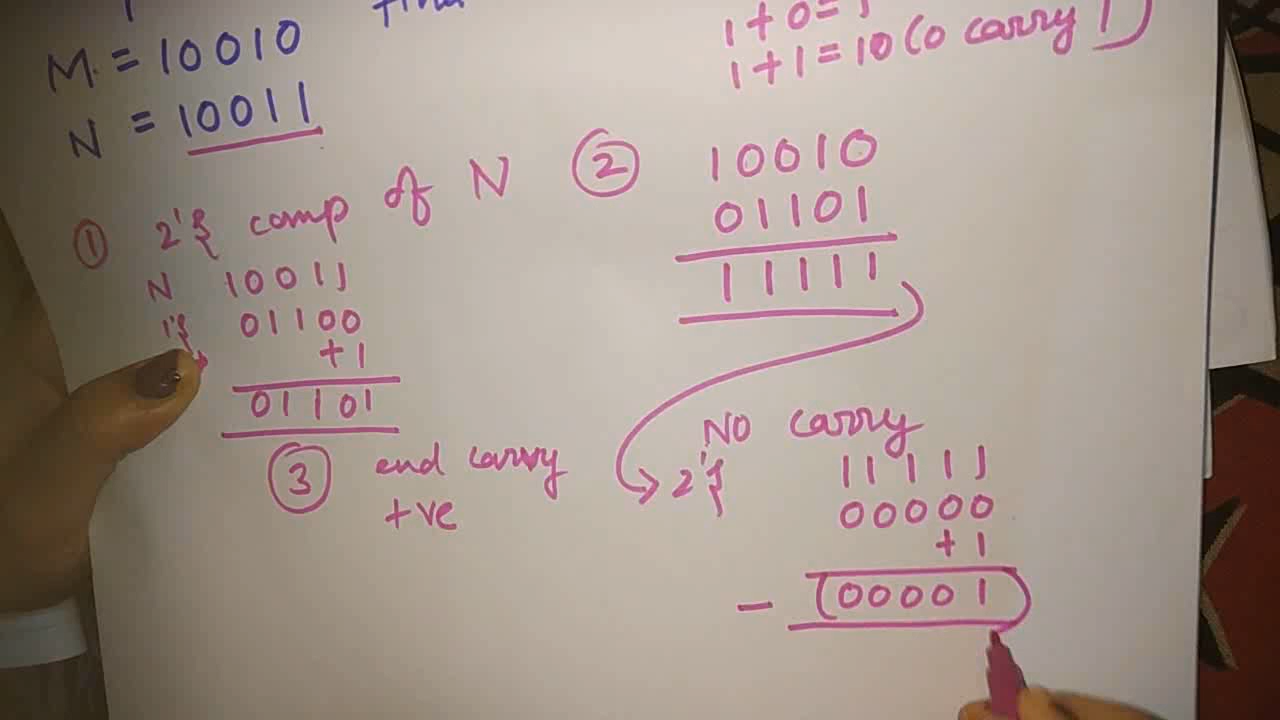 find
M = 10010
N = 10011
1 + 0 = 1
1 + 1 = 10 (0 carry 1)
① 2's comp of N
N 10011
1's 01100
+1
01101
② 10010
01101
11111
③ end carry
+ve
No carry
2's 11111
00000
+1
- (00001)